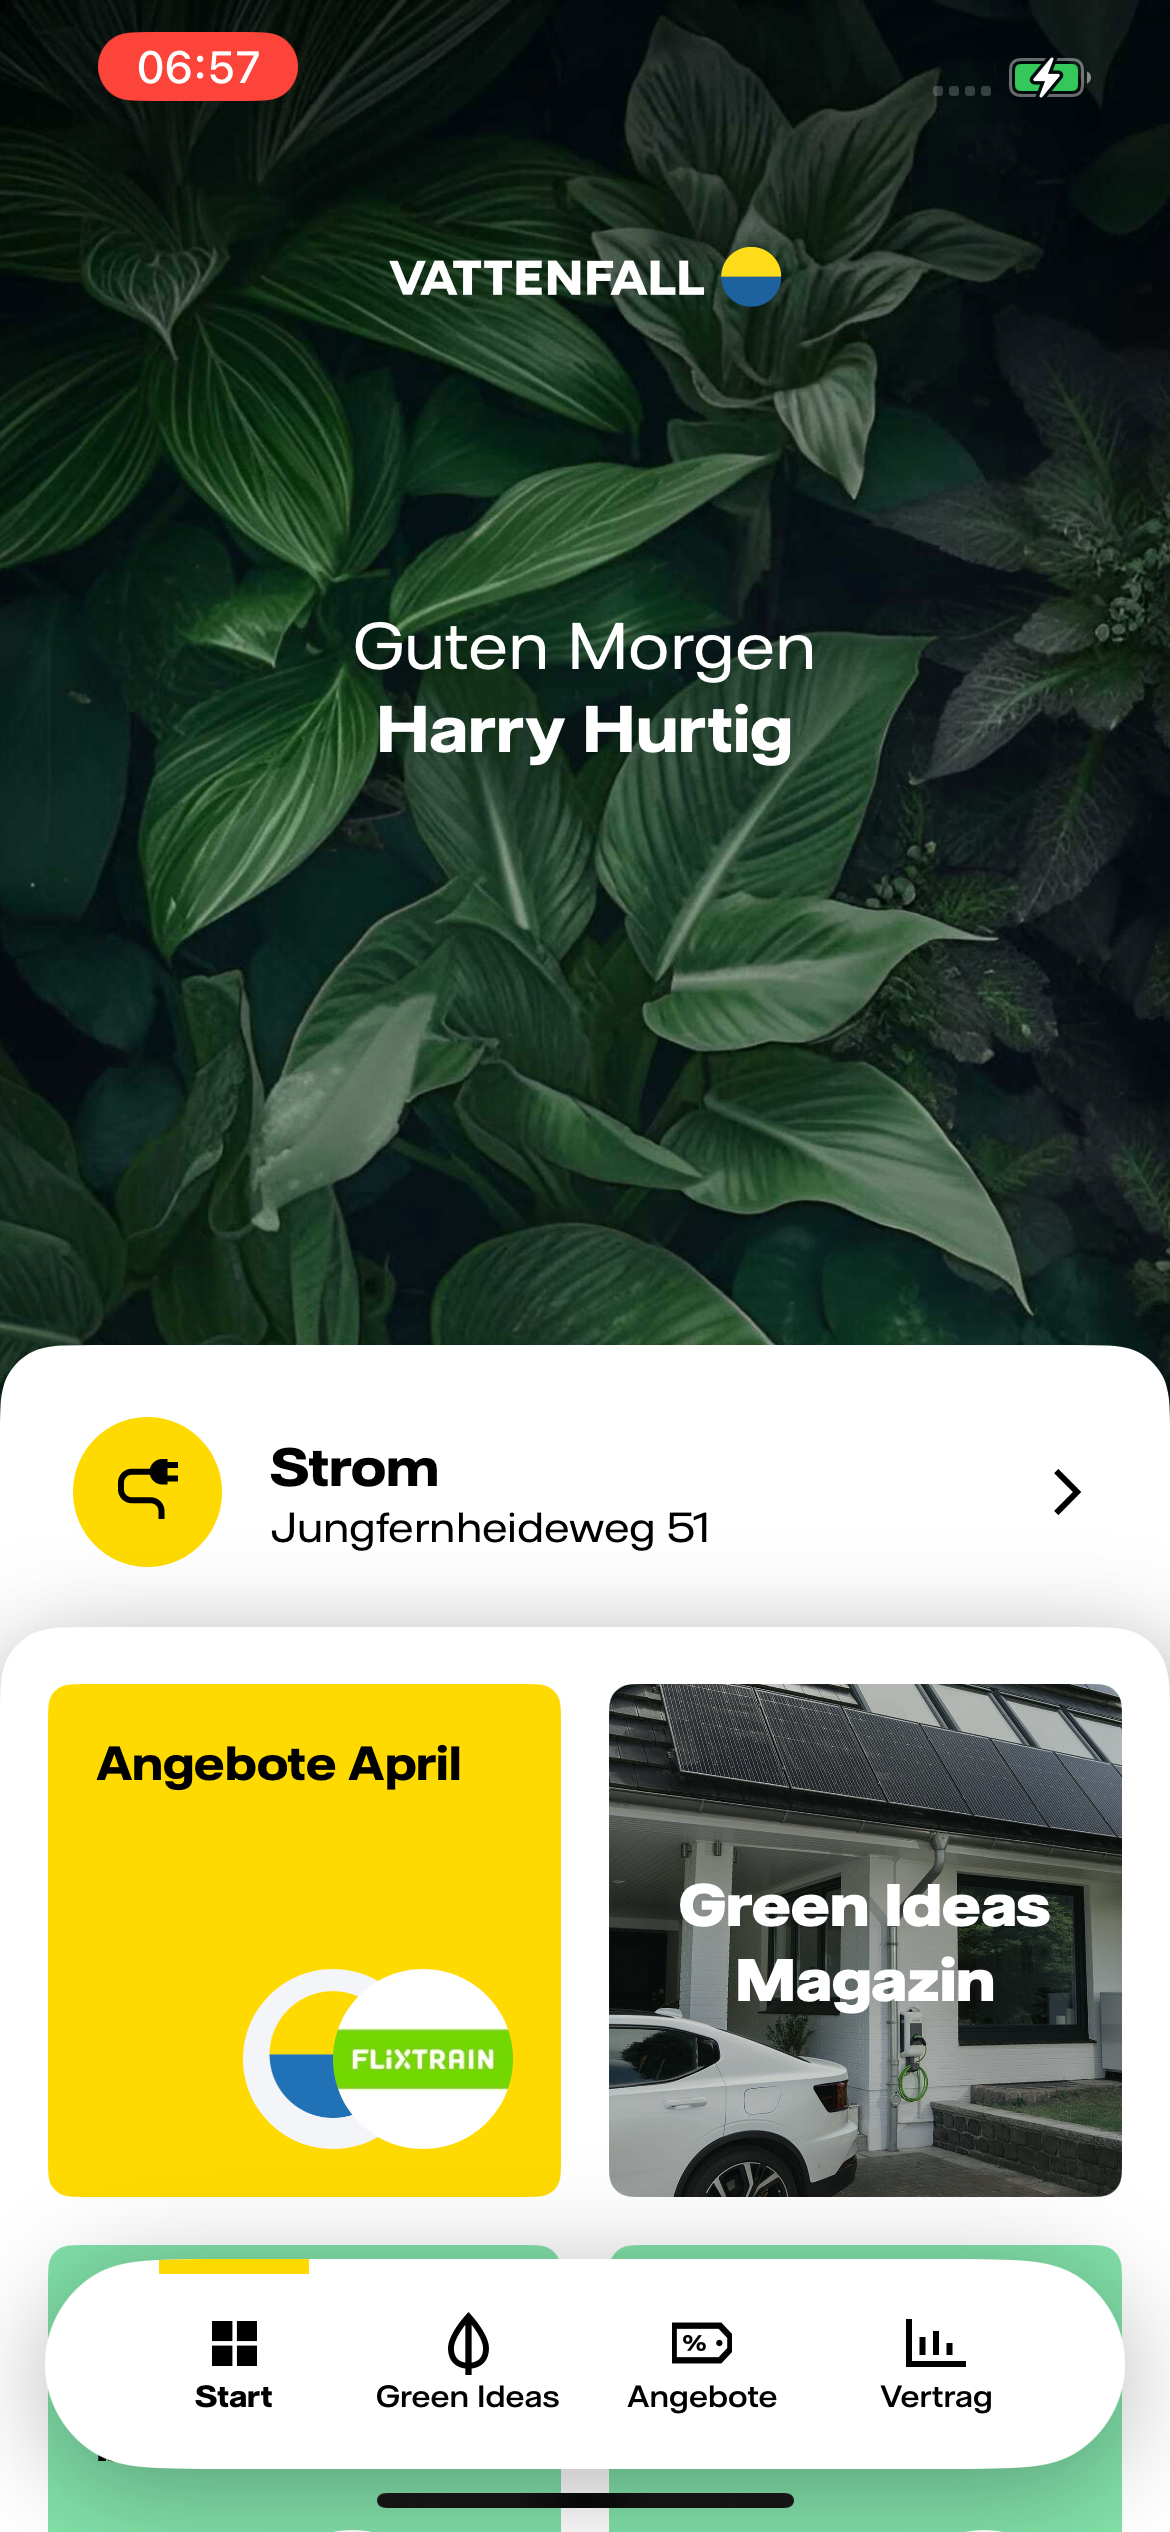 06:57
VATTENFALL
Guten Morgen
Harry Hurtig
Strom
Jungfernheideweg 51
Angebote April
FLiXTRAIN
Green Ideas
Magazin
Start
Green Ideas
%
Angebote
Vertrag